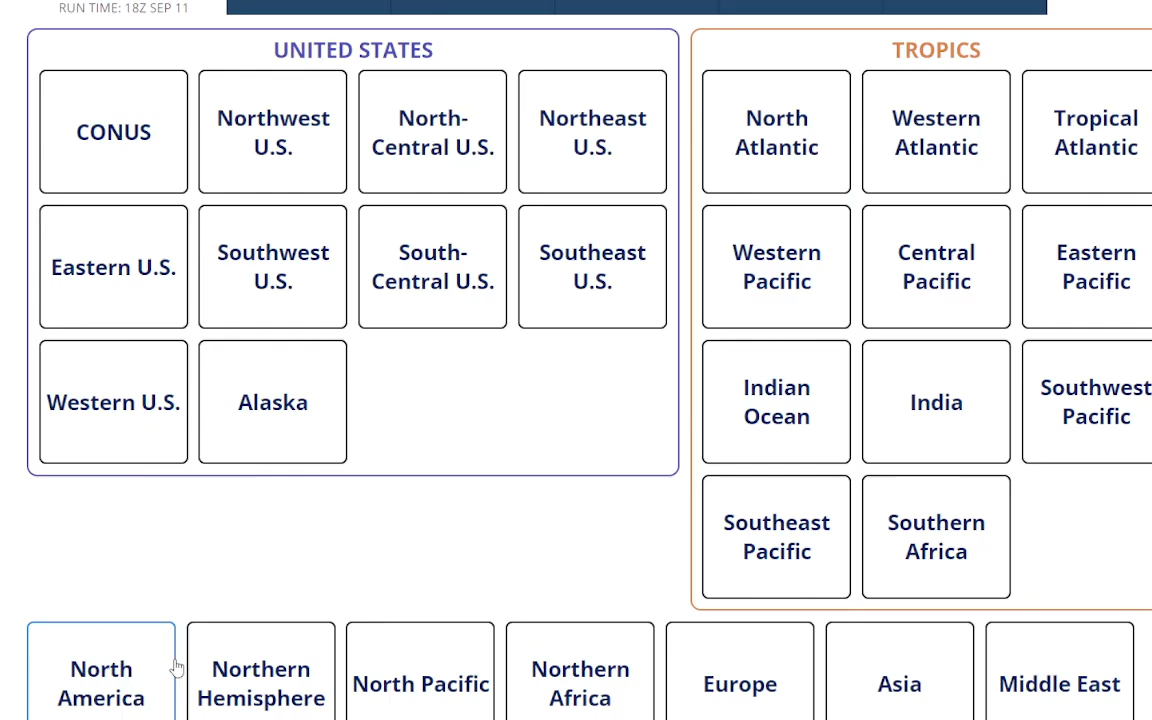 RUN TIME: 18Z SEP 11
UNITED STATES
CONUS
Northwest
U.S.
North-
Central U.S.
Northeast
U.S.
Eastern U.S.
Southwest
U.S.
South-
Central U.S.
Southeast
U.S.
Western U.S.
Alaska
TROPICS
North
Atlantic
Western
Atlantic
Tropical
Atlantic
Western
Pacific
Central
Pacific
Eastern
Pacific
Indian
Ocean
India
Southwest
Pacific
Southeast
Pacific
Southern
Africa
North
America
Northern
Hemisphere
North Pacific
Northern
Africa
Europe
Asia
Middle East